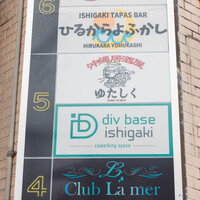 6
ISHIGAKI TAPAS BAR
ひるからよふかし
HIRUKARA YOHUKASHI
沖縄居酒屋
ゆたしく
5
iD div base
ishigaki
coworking space
4
L
Club La mer